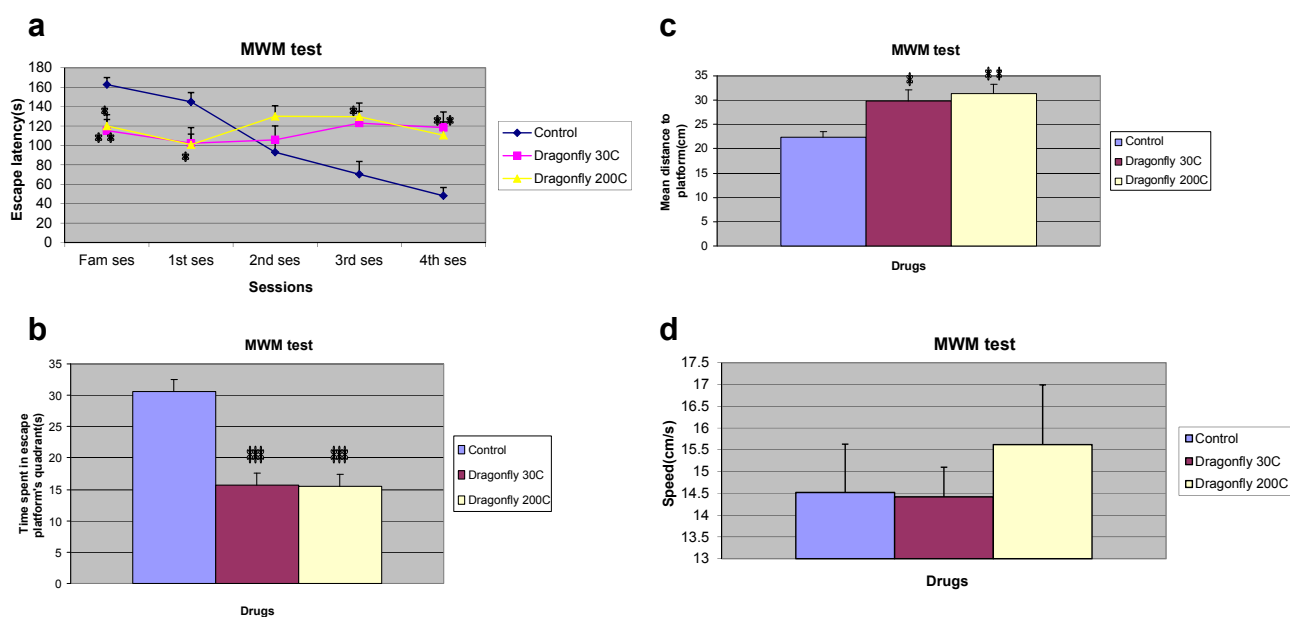 a
MWM test
180
160
140
120
100
80
60
40
20
0
Escape latency(s)
Fam ses 1st ses 2nd ses 3rd ses 4th ses
Sessions
Control
Dragonfly 30C
Dragonfly 200C
**
*
*
*
**
b
MWM test
35
30
25
20
15
10
5
0
Time spent in escape
platform's quadrant(s)
***
***
Drugs
Control
Dragonfly 30C
Dragonfly 200C
c
MWM test
35
30
25
20
15
10
5
0
Mean distance to
platform(cm)
*
**
Drugs
Control
Dragonfly 30C
Dragonfly 200C
d
MWM test
17.5
17
16.5
16
15.5
15
14.5
14
13.5
13
Speed(cm/s)
Drugs
Control
Dragonfly 30C
Dragonfly 200C